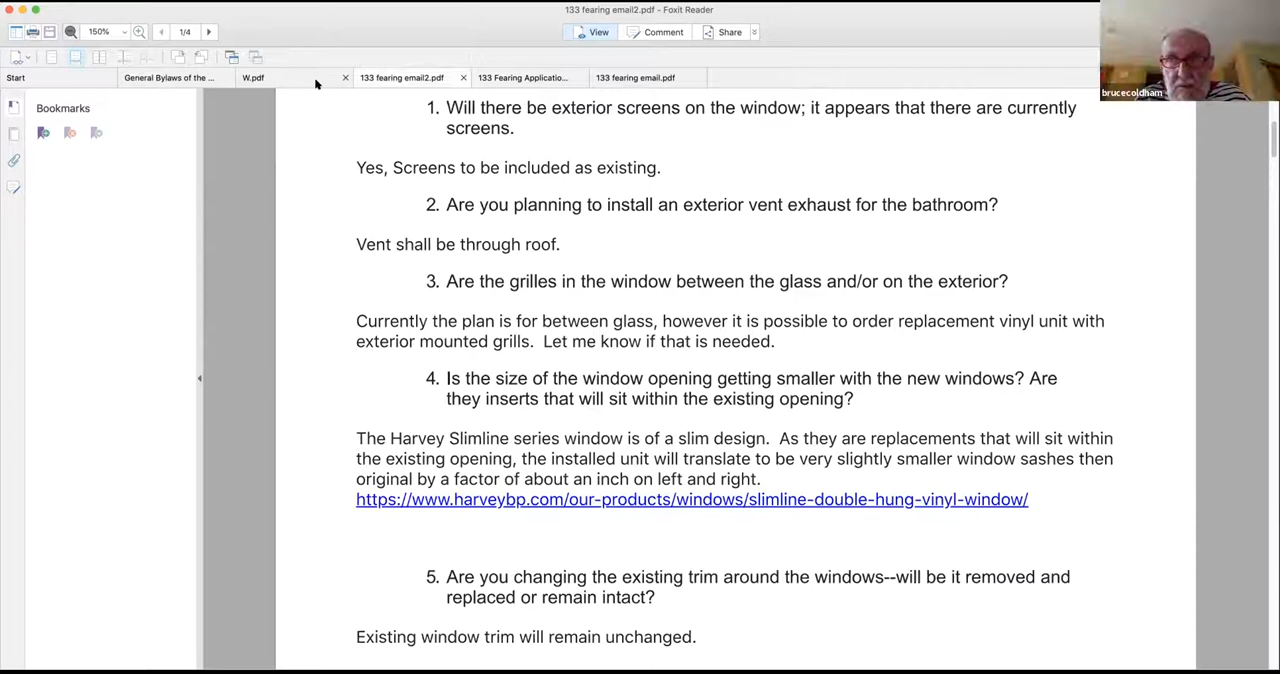 133 fearing email2.pdf - Foxit Reader
150%
1/4
View
Comment
Share
Start
General Bylaws of the ...
W.pdf
133 fearing email2.pdf
133 Fearing Applicatio...
133 fearing email.pdf
Bookmarks
brucecoldham
1. Will there be exterior screens on the window; it appears that there are currently
screens.
Yes, Screens to be included as existing.
2. Are you planning to install an exterior vent exhaust for the bathroom?
Vent shall be through roof.
3. Are the grilles in the window between the glass and/or on the exterior?
Currently the plan is for between glass, however it is possible to order replacement vinyl unit with
exterior mounted grills.  Let me know if that is needed.
4. Is the size of the window opening getting smaller with the new windows? Are
they inserts that will sit within the existing opening?
The Harvey Slimline series window is of a slim design.  As they are replacements that will sit within
the existing opening, the installed unit will translate to be very slightly smaller window sashes then
original by a factor of about an inch on left and right.
https://www.harveybp.com/our-products/windows/slimline-double-hung-vinyl-window/
5. Are you changing the existing trim around the windows--will be it removed and
replaced or remain intact?
Existing window trim will remain unchanged.